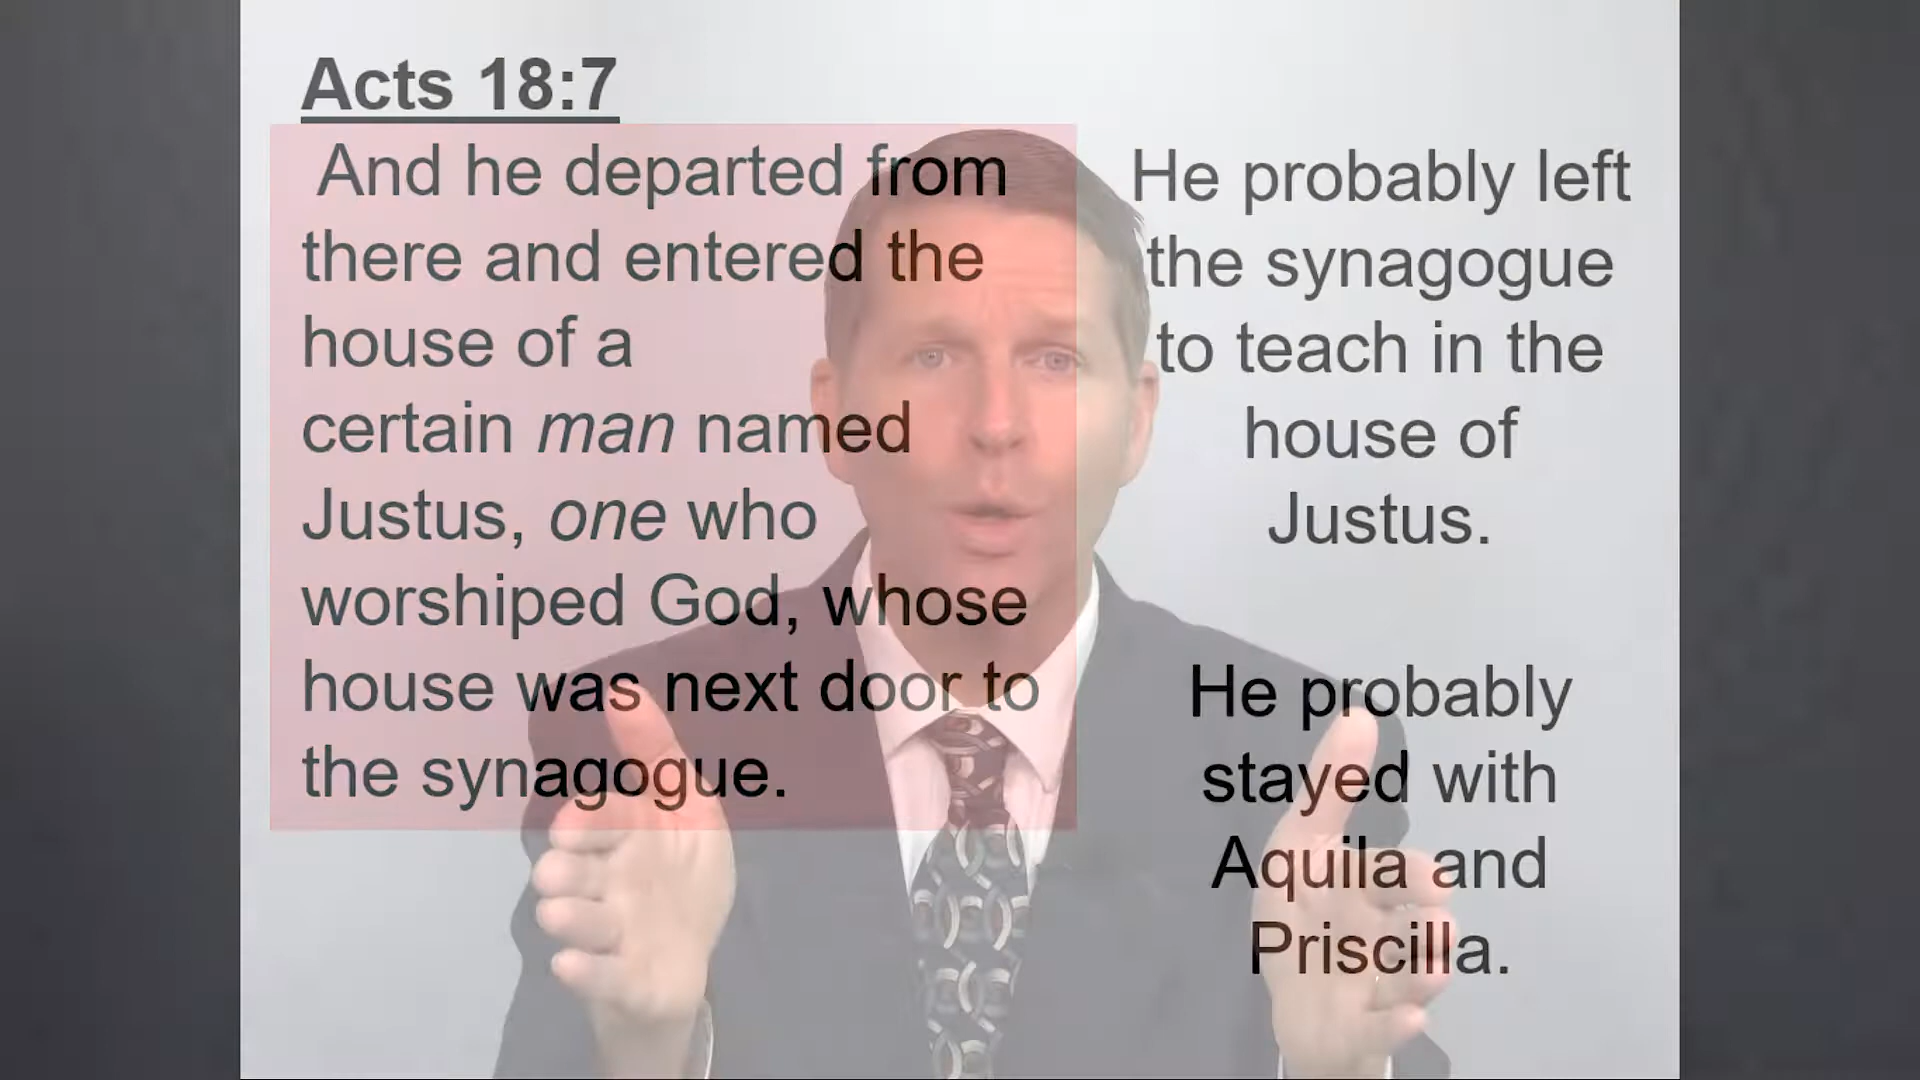 Acts 18:7
And he departed from
there and entered the
house of a
certain man named
Justus, one who
worshiped God, whose
house was next door to
the synagogue.
He probably left
the synagogue
to teach in the
house of
Justus.
He probably
stayed with
Aquila and
Priscilla.